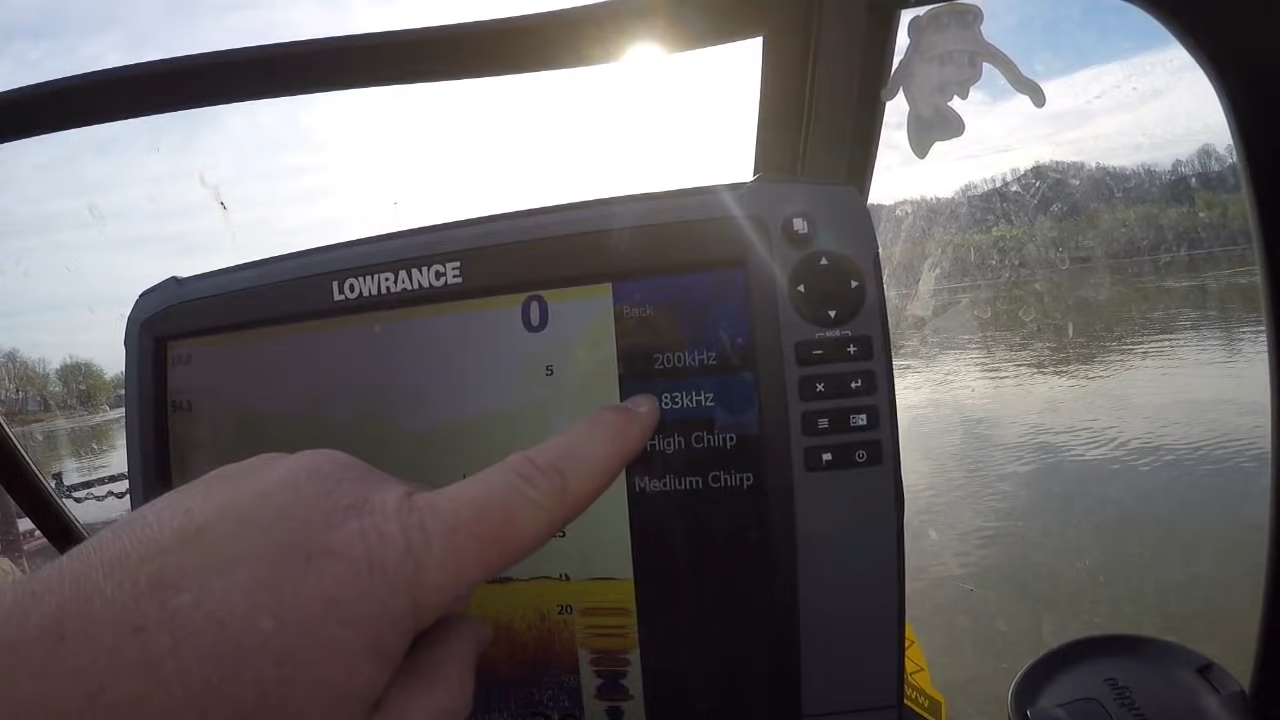 LOWRANCE
0
Back
5
200kHz
83kHz
High Chirp
Medium Chirp
20